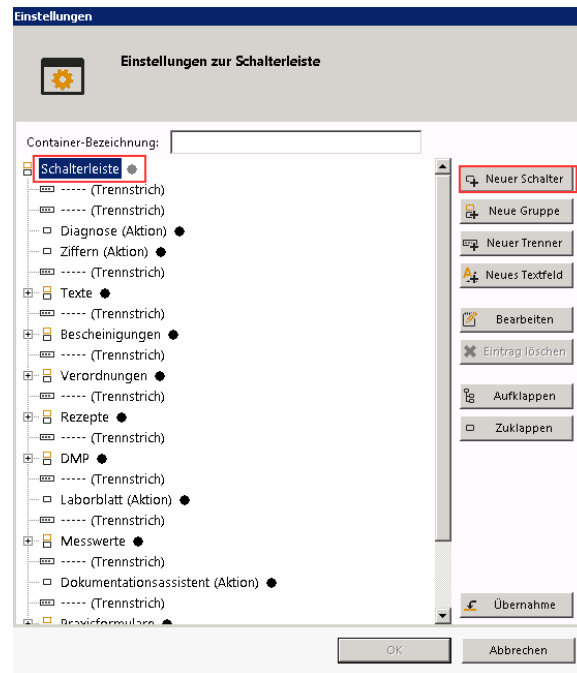 Einstellungen
Einstellungen zur Schalterleiste
Container-Bezeichnung:
Schalterleiste
----- (Trennstrich)
----- (Trennstrich)
Diagnose (Aktion)
Ziffern (Aktion)
----- (Trennstrich)
Texte
----- (Trennstrich)
Bescheinigungen
----- (Trennstrich)
Verordnungen
----- (Trennstrich)
Rezepte
----- (Trennstrich)
DMP
----- (Trennstrich)
Laborblatt (Aktion)
----- (Trennstrich)
Messwerte
----- (Trennstrich)
Dokumentationsassistent (Aktion)
----- (Trennstrich)
Praxisformulare
Neuer Schalter
Neue Gruppe
Neuer Trenner
Neues Textfeld
Bearbeiten
Eintrag löschen
Aufklappen
Zuklappen
Übernahme
OK
Abbrechen